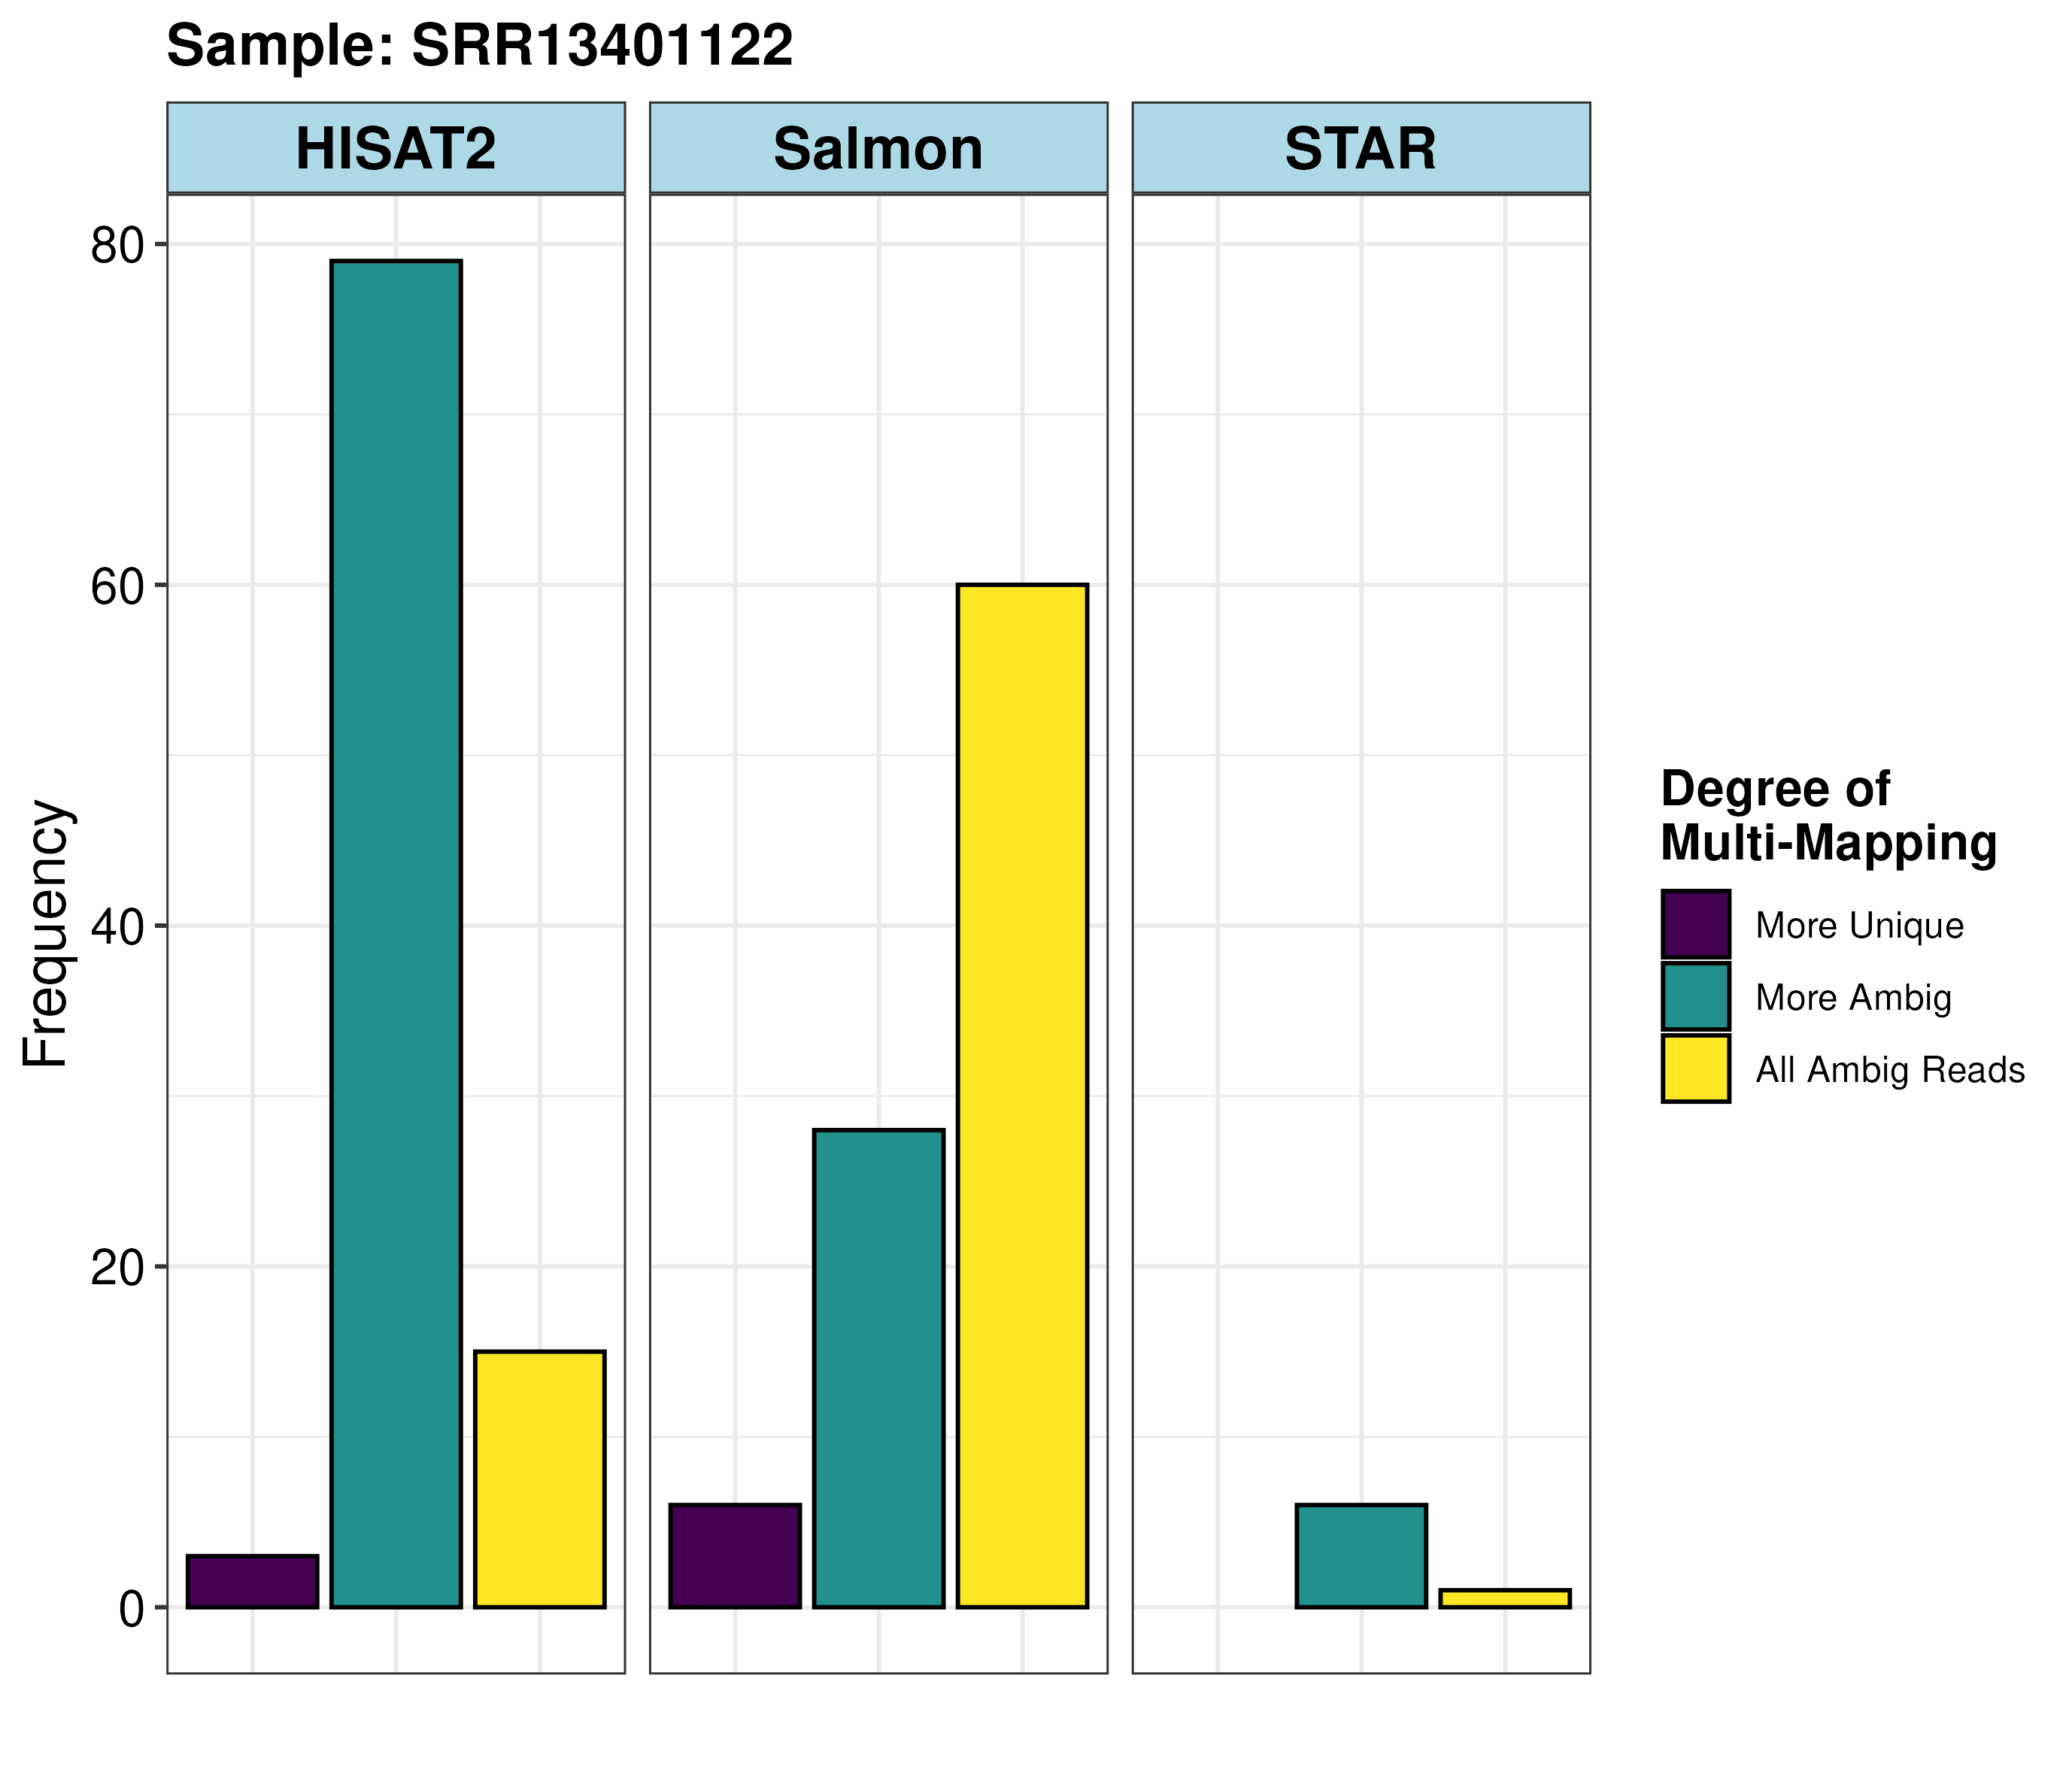 Sample: SRR13401122
HISAT2
Salmon
STAR
80
60
40
20
0
Frequency
Degree of
Multi-Mapping
More Unique
More Ambig
All Ambig Reads